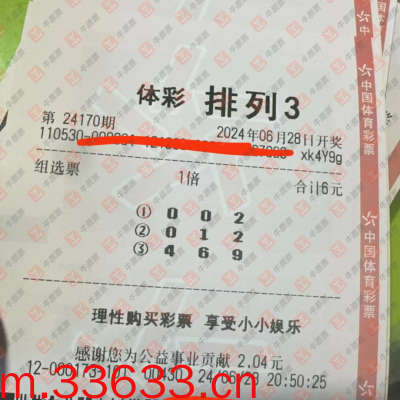 体彩 排列3
第 24170期 2024年06月28日开奖
110530- xk4Y9g
组选票 1倍 合计6元
① 0 0 2
② 0 1 2
③ 4 6 9
理性购买彩票 享受小小娱乐
感谢您为公益事业贡献 2.04元
20:50:25
m.33633.cn
中国体育彩票
中国体育彩票